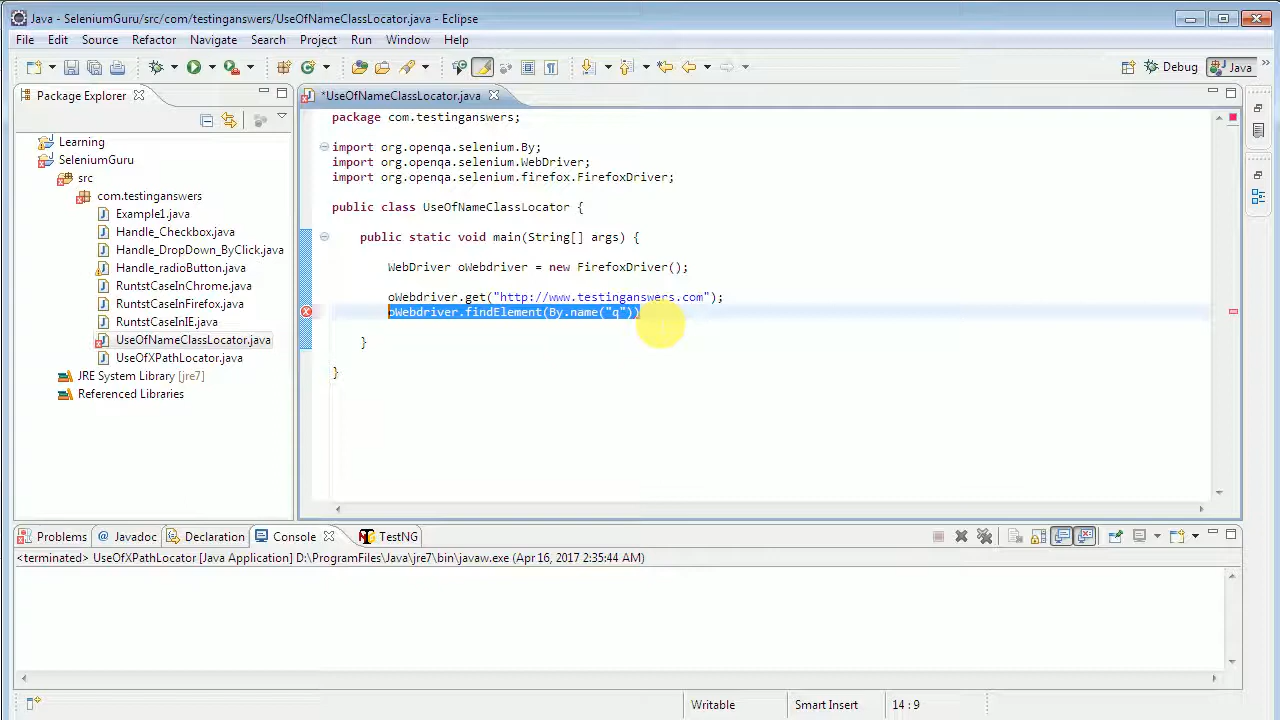 Java - SeleniumGuru/src/com/testinganswers/UseOfNameClassLocator.java - Eclipse
File Edit Source Refactor Navigate Search Project Run Window Help
Debug Java
Package Explorer
*UseOfNameClassLocator.java
Learning
SeleniumGuru
src
com.testinganswers
Example1.java
Handle_Checkbox.java
Handle_DropDown_ByClick.java
Handle_radioButton.java
RuntstCaseInChrome.java
RuntstCaseInFirefox.java
RuntstCaseInIE.java
UseOfNameClassLocator.java
UseOfXPathLocator.java
JRE System Library [jre7]
Referenced Libraries
package com.testinganswers;
import org.openqa.selenium.By;
import org.openqa.selenium.WebDriver;
import org.openqa.selenium.firefox.FirefoxDriver;
public class UseOfNameClassLocator {
public static void main(String[] args) {
WebDriver oWebdriver = new FirefoxDriver();
oWebdriver.get("http://www.testinganswers.com");
oWebdriver.findElement(By.name("q"))
}
}
Problems @ Javadoc Declaration Console TestNG
<terminated> UseOfXPathLocator [Java Application] D:\ProgramFiles\Java\jre7\bin\javaw.exe (Apr 16, 2017 2:35:44 AM)
Writable Smart Insert 14 : 9